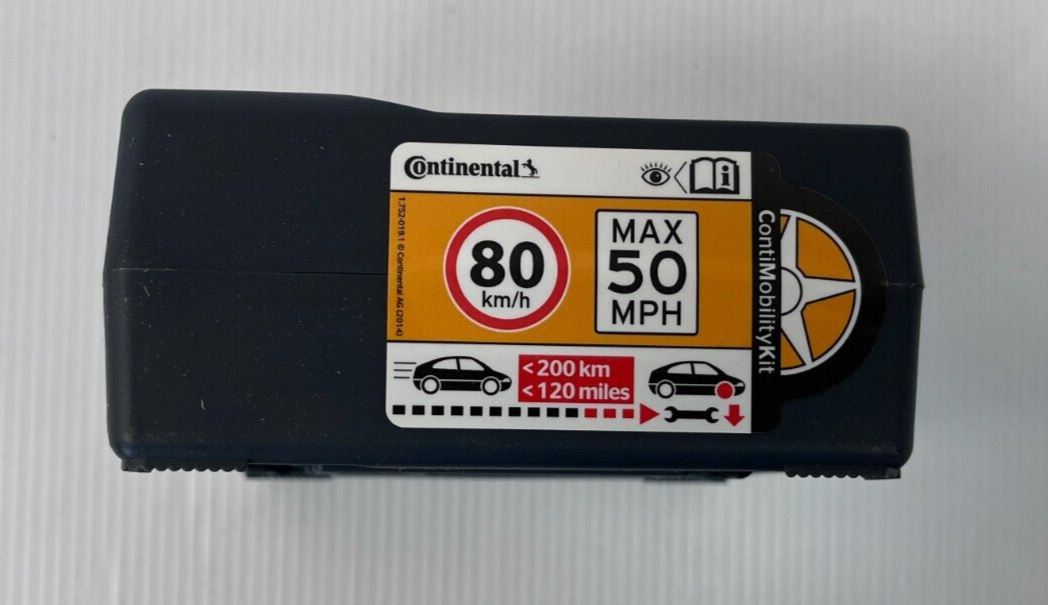 Continental
i
1.752-019.1 © Continental AG (2014)
80
km/h
MAX
50
MPH
ContiMobilityKit
< 200 km
< 120 miles